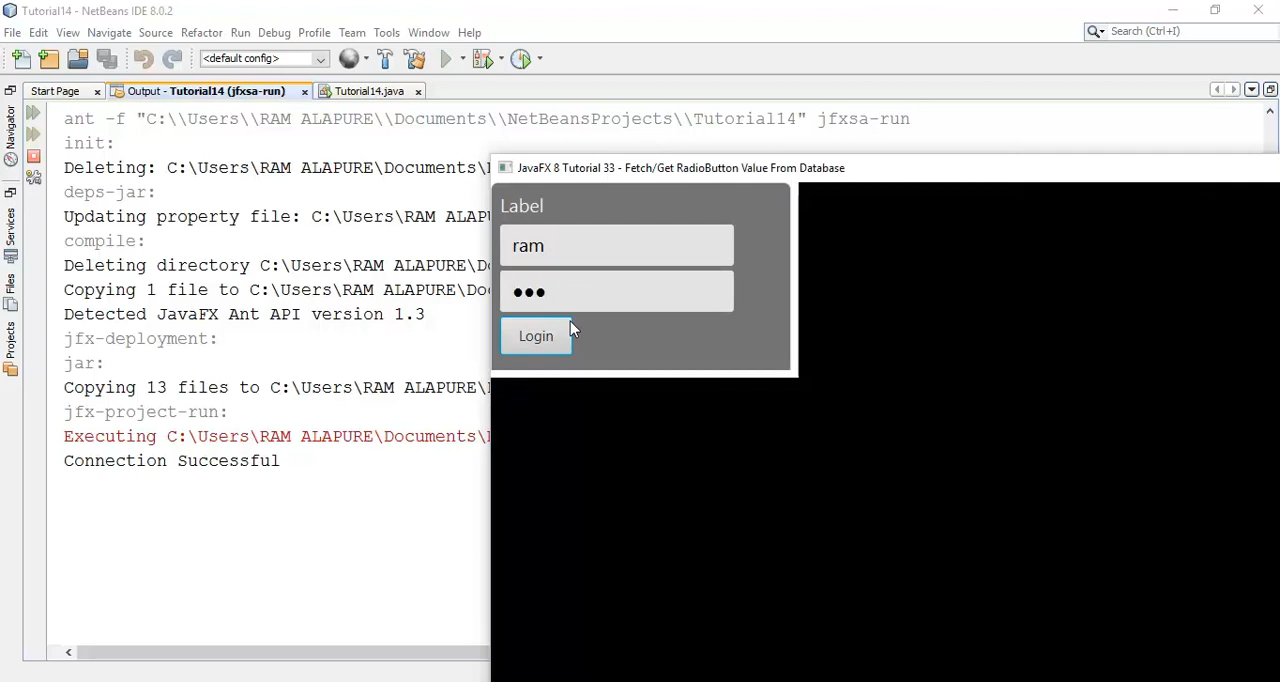 Tutorial14 - NetBeans IDE 8.0.2
File Edit View Navigate Source Refactor Run Debug Profile Team Tools Window Help
Search (Ctrl+I)
<default config>
Start Page
Output - Tutorial14 (jfxsa-run)
Tutorial14.java
Navigator
Services
Files
Projects
ant -f "C:\\Users\\RAM ALAPURE\\Documents\\NetBeansProjects\\Tutorial14" jfxsa-run
init:
Deleting: C:\Users\RAM ALAPURE\Documents\
deps-jar:
Updating property file: C:\Users\RAM ALAP
compile:
Deleting directory C:\Users\RAM ALAPURE\D
Copying 1 file to C:\Users\RAM ALAPURE\Do
Detected JavaFX Ant API version 1.3
jfx-deployment:
jar:
Copying 13 files to C:\Users\RAM ALAPURE\
jfx-project-run:
Executing C:\Users\RAM ALAPURE\Documents\
Connection Successful
JavaFX 8 Tutorial 33 - Fetch/Get RadioButton Value From Database
Label
ram
Login